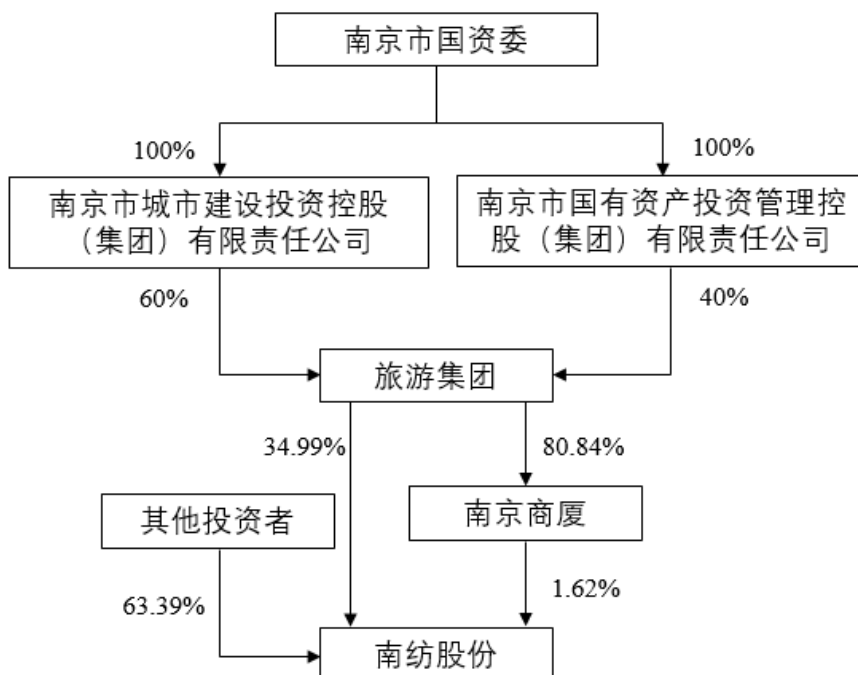 南京市国资委
100%
100%
南京市城市建设投资控股
（集团）有限责任公司
南京市国有资产投资管理控
股（集团）有限责任公司
60%
40%
旅游集团
34.99%
80.84%
其他投资者
南京商厦
63.39%
1.62%
南纺股份